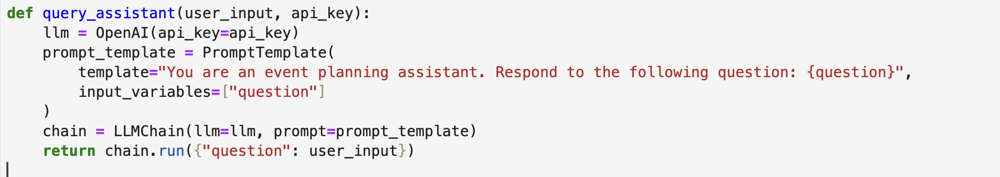 def query_assistant(user_input, api_key):
    llm = OpenAI(api_key=api_key)
    prompt_template = PromptTemplate(
        template="You are an event planning assistant. Respond to the following question: {question}",
        input_variables=["question"]
    )
    chain = LLMChain(llm=llm, prompt=prompt_template)
    return chain.run({"question": user_input})